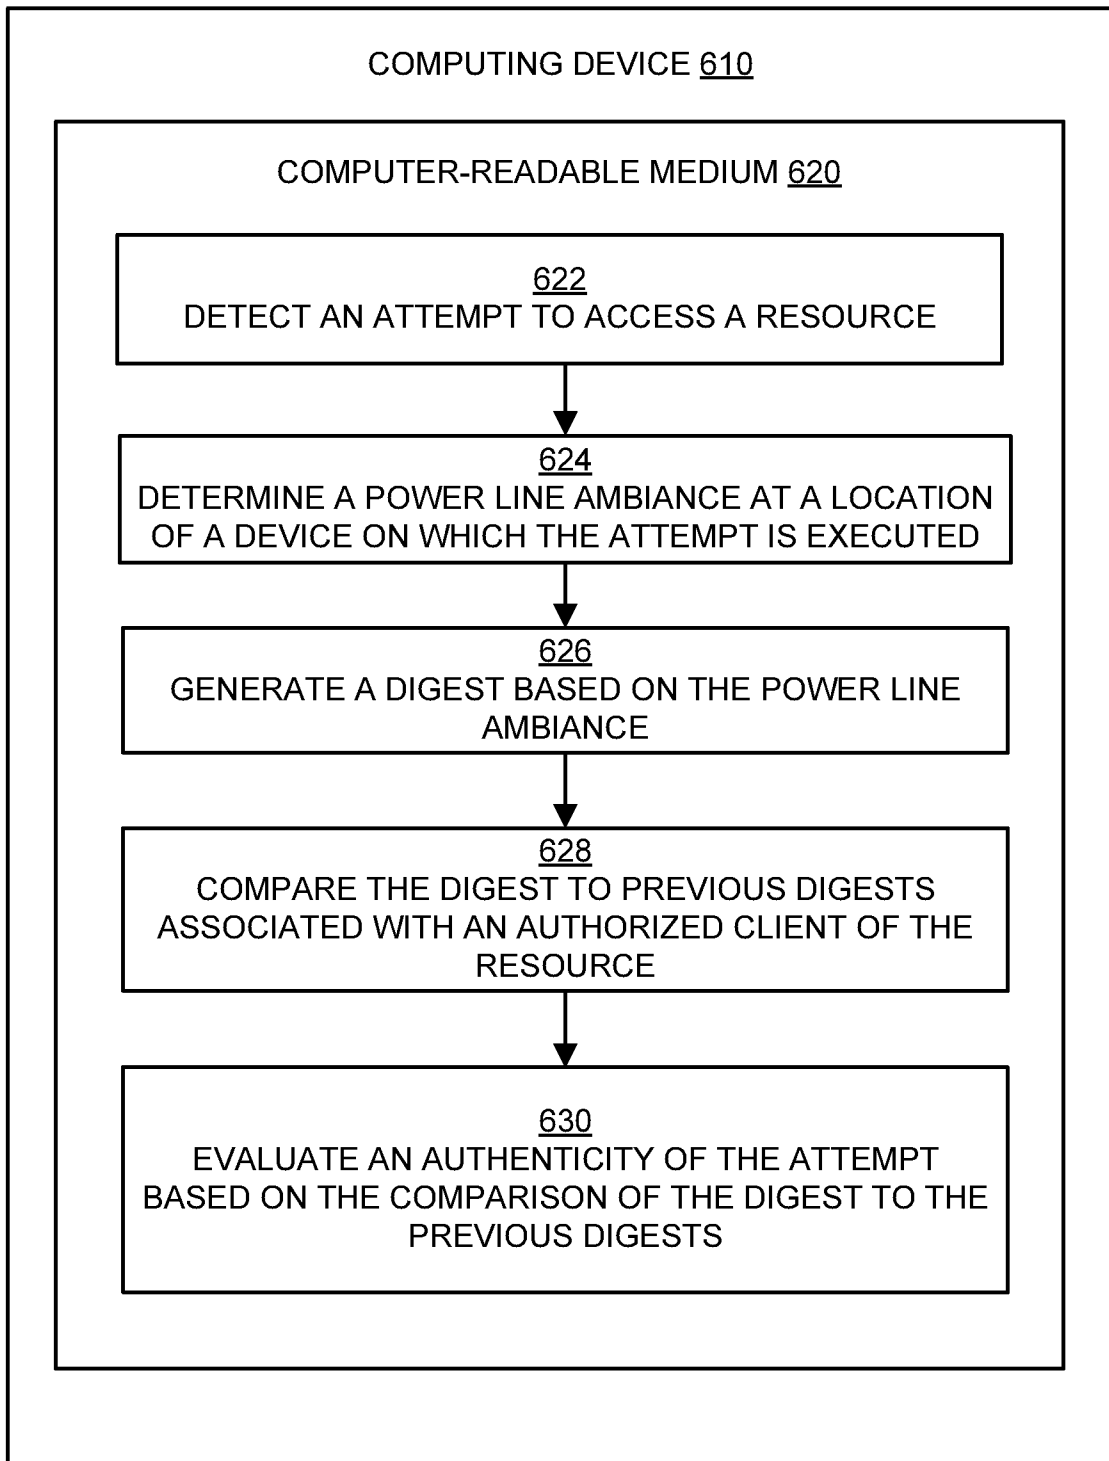 COMPUTING DEVICE 610
COMPUTER-READABLE MEDIUM 620
622
DETECT AN ATTEMPT TO ACCESS A RESOURCE
624
DETERMINE A POWER LINE AMBIANCE AT A LOCATION
OF A DEVICE ON WHICH THE ATTEMPT IS EXECUTED
626
GENERATE A DIGEST BASED ON THE POWER LINE
AMBIANCE
628
COMPARE THE DIGEST TO PREVIOUS DIGESTS
ASSOCIATED WITH AN AUTHORIZED CLIENT OF THE
RESOURCE
630
EVALUATE AN AUTHENTICITY OF THE ATTEMPT
BASED ON THE COMPARISON OF THE DIGEST TO THE
PREVIOUS DIGESTS